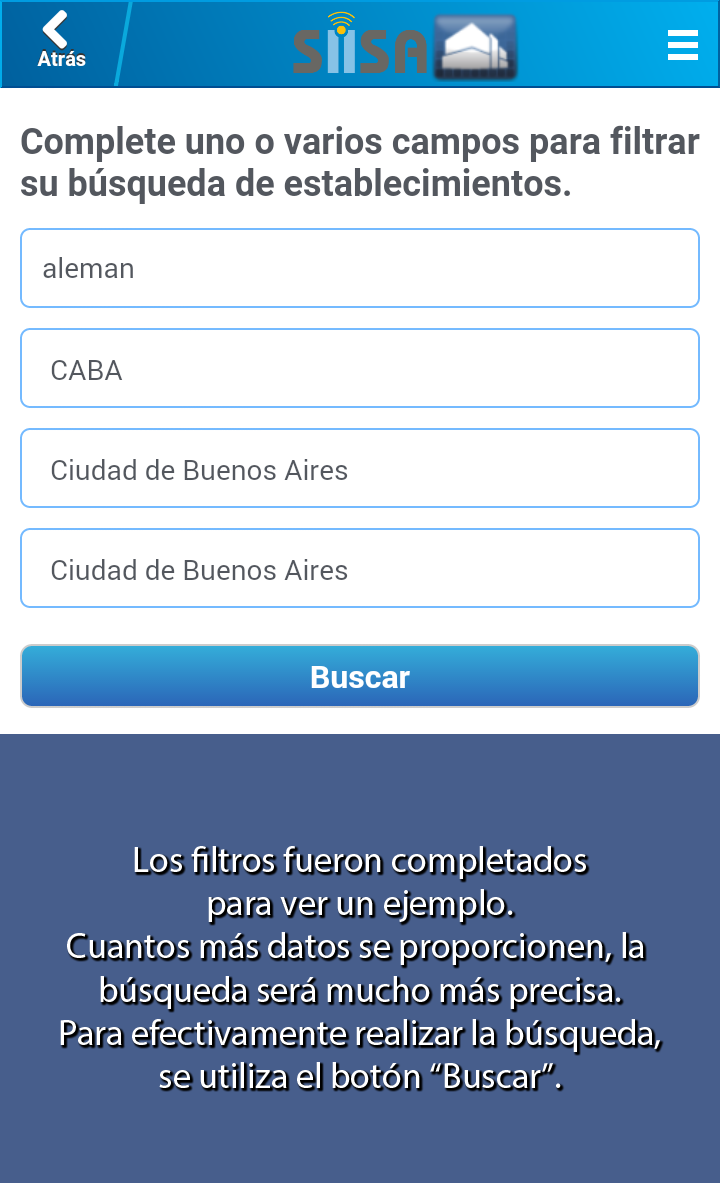 Atrás
SIISA
Complete uno o varios campos para filtrar
su búsqueda de establecimientos.
aleman
CABA
Ciudad de Buenos Aires
Ciudad de Buenos Aires
Buscar
Los filtros fueron completados
para ver un ejemplo.
Cuantos más datos se proporcionen, la
búsqueda será mucho más precisa.
Para efectivamente realizar la búsqueda,
se utiliza el botón “Buscar”.